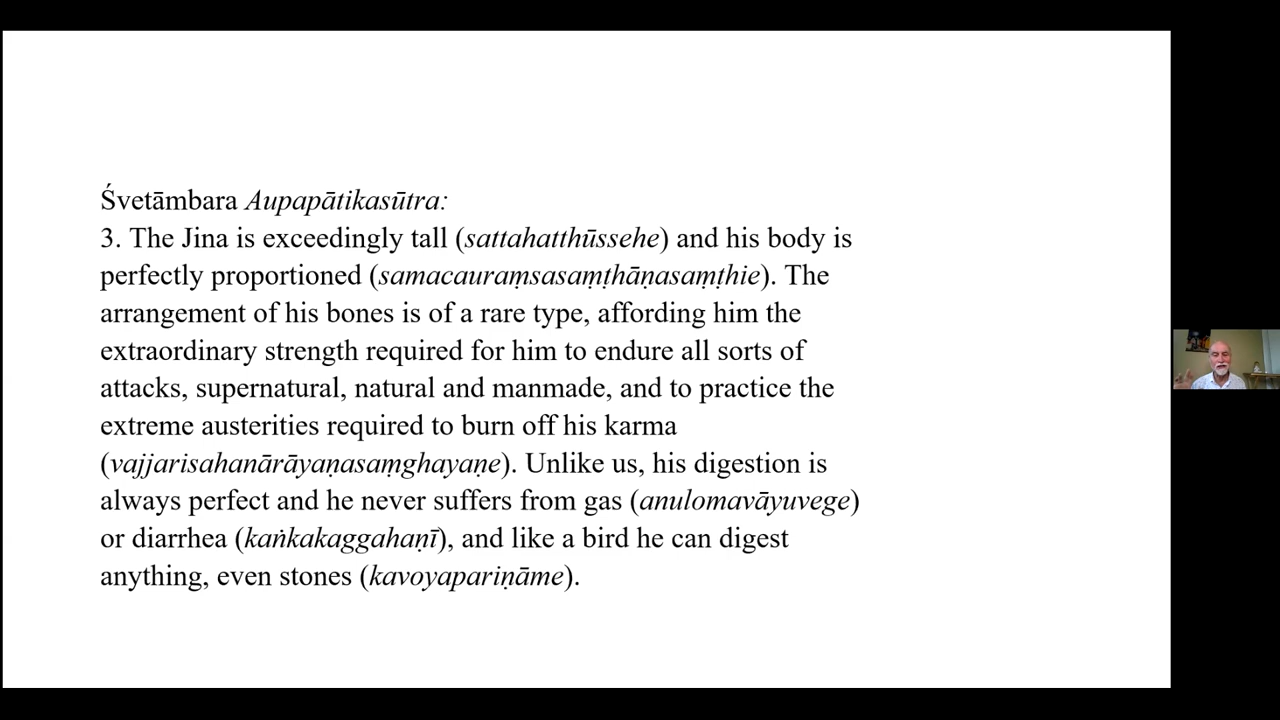 Śvetāmbara Aupapātikasūtra:
3. The Jina is exceedingly tall (sattahatthūssehe) and his body is
perfectly proportioned (samacauraṃsasaṃṭhāṇasaṃṭhie). The
arrangement of his bones is of a rare type, affording him the
extraordinary strength required for him to endure all sorts of
attacks, supernatural, natural and manmade, and to practice the
extreme austerities required to burn off his karma
(vajjarisahanārāyaṇasaṃghayaṇe). Unlike us, his digestion is
always perfect and he never suffers from gas (anulomavāyuvege)
or diarrhea (kaṅkakaggahaṇī), and like a bird he can digest
anything, even stones (kavoyapariṇāme).